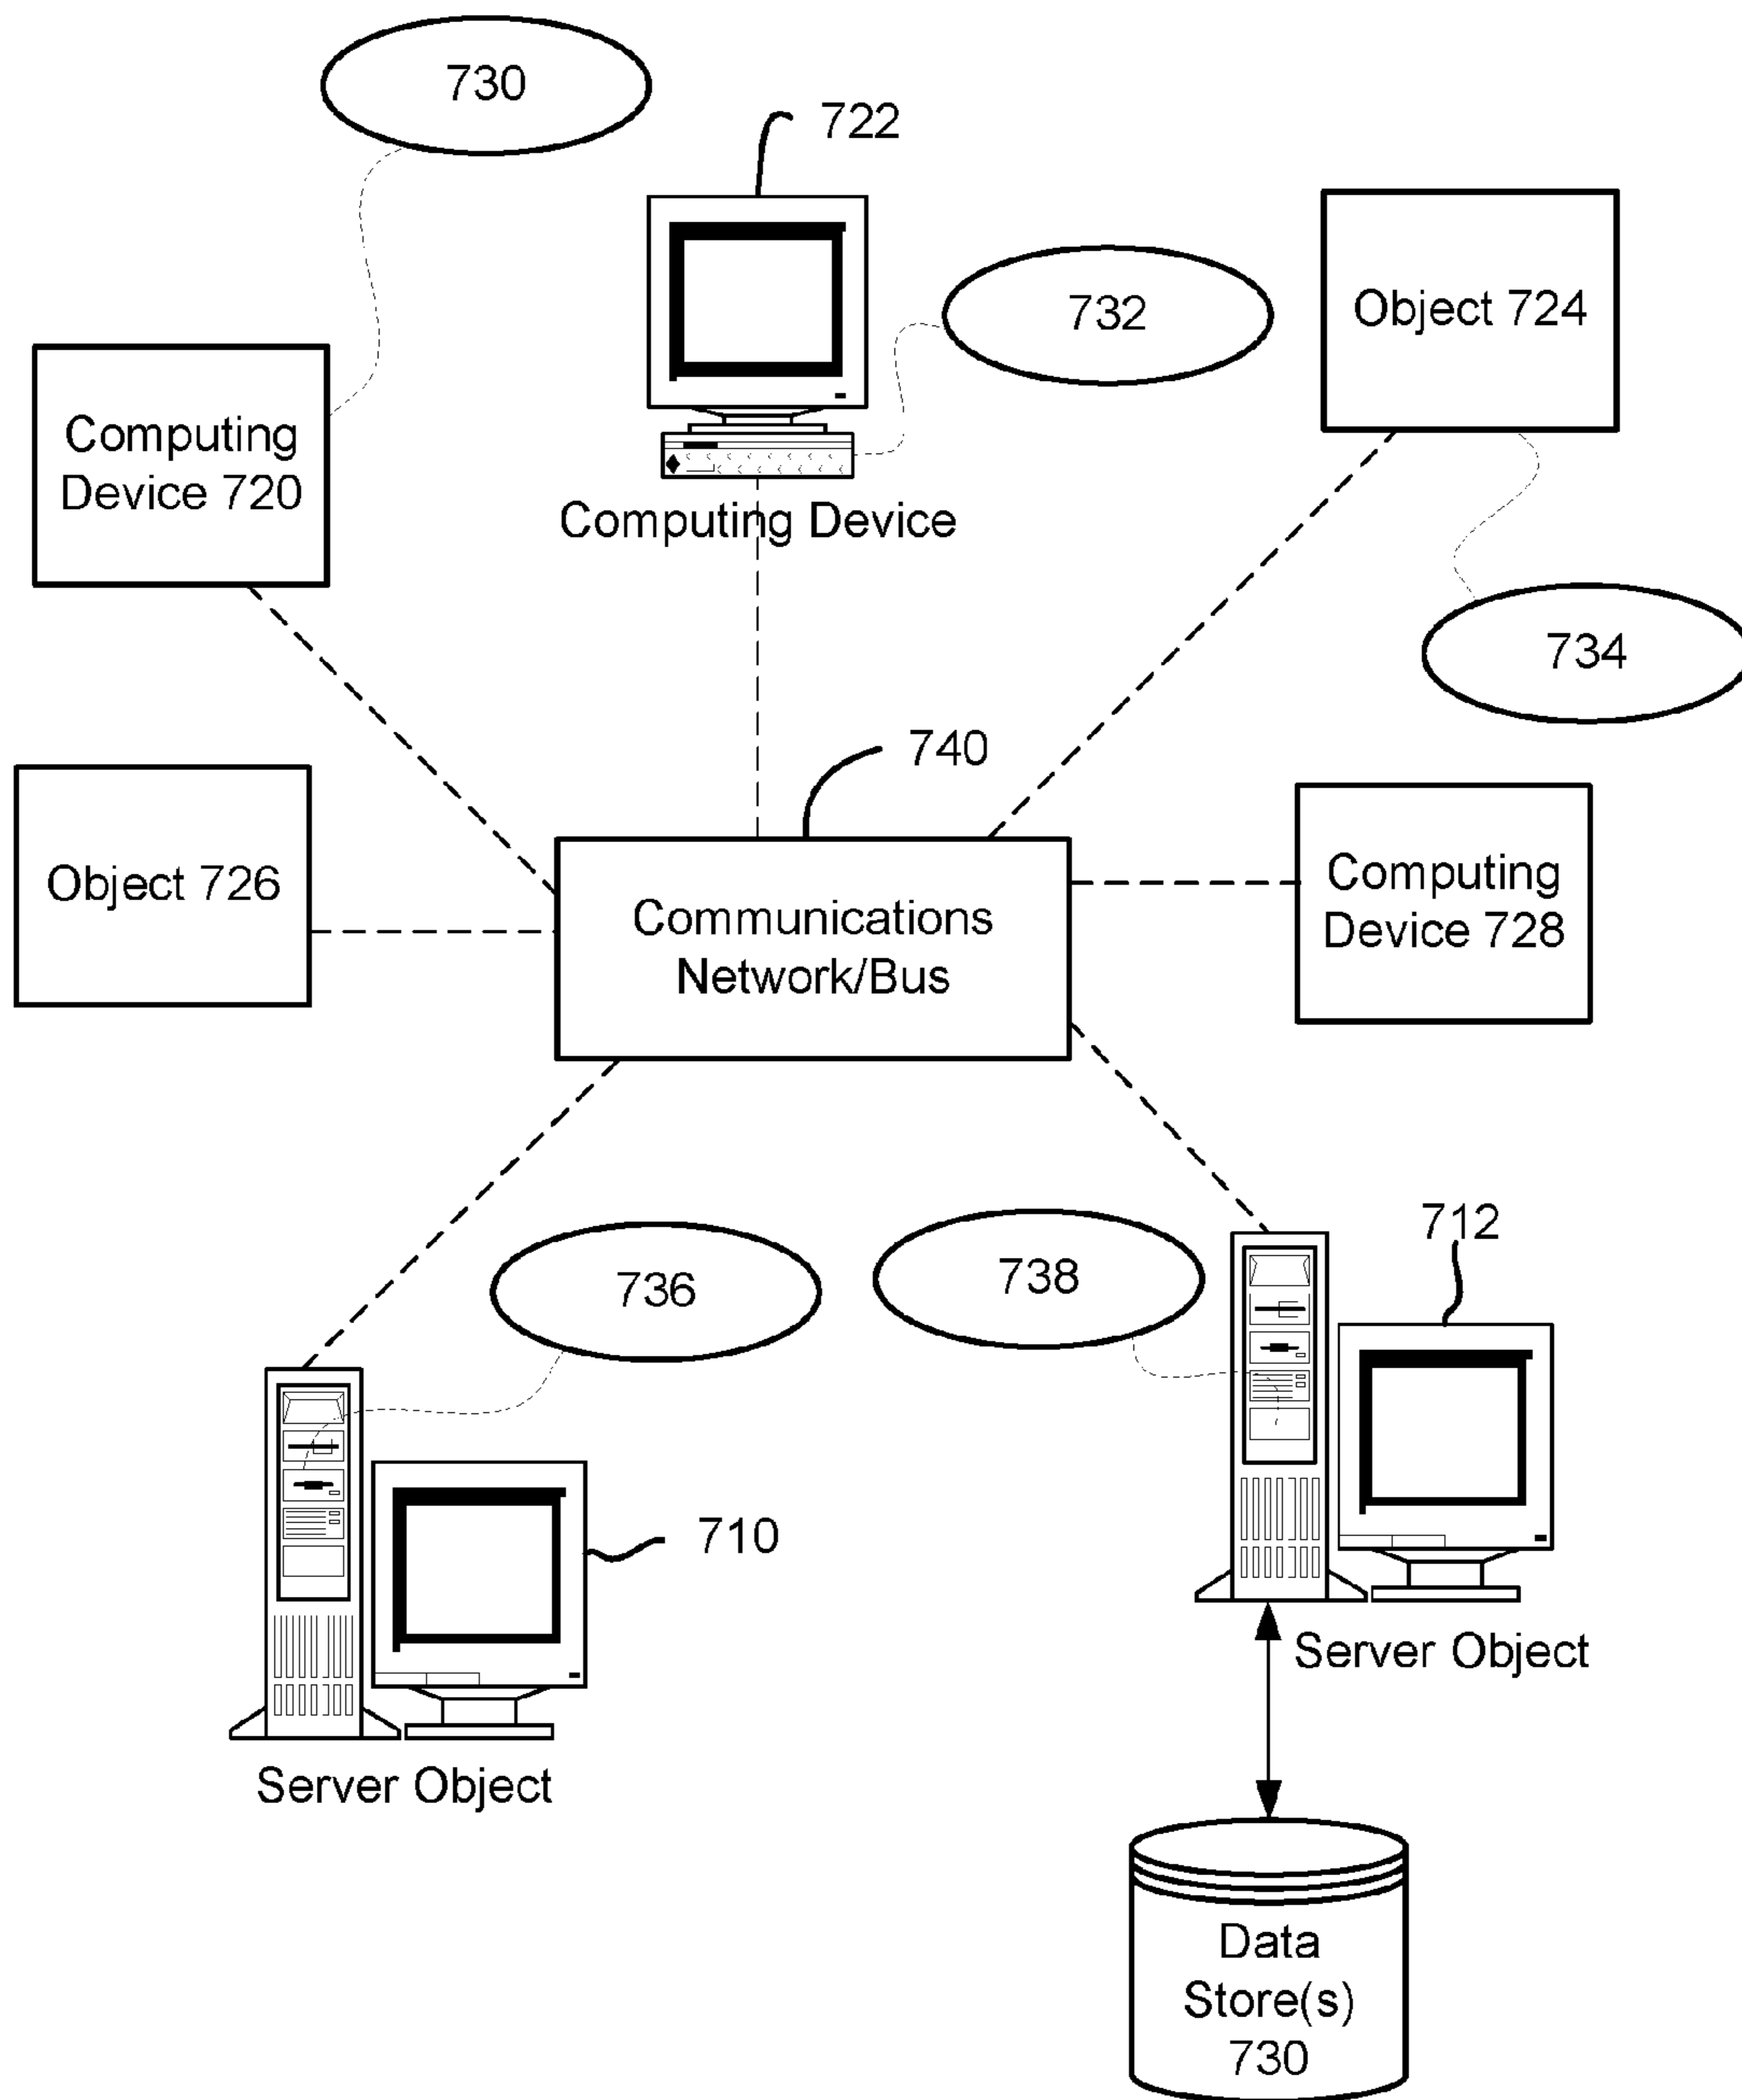 730
722
732
Object 724
Computing
Device 720
Computing Device
734
740
Object 726
Communications
Network/Bus
Computing
Device 728
712
736
738
710
Server Object
Server Object
Data
Store(s)
730